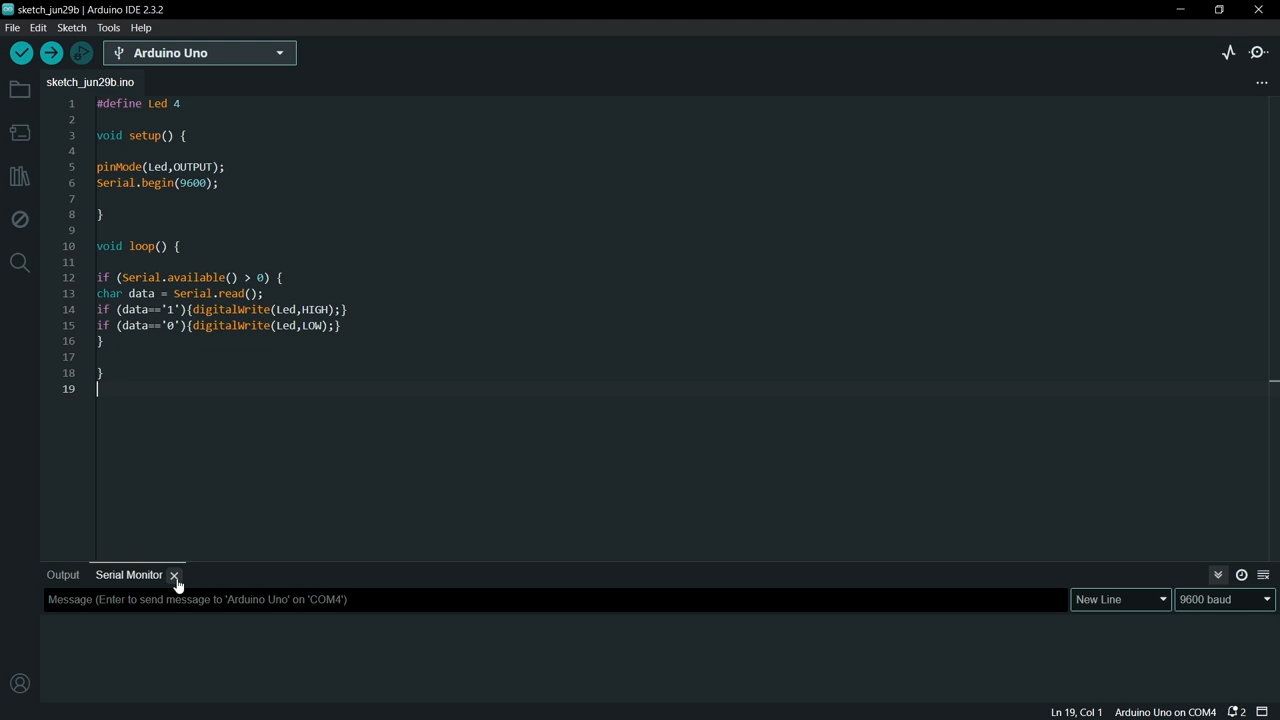 sketch_jun29b | Arduino IDE 2.3.2
File Edit Sketch Tools Help
Arduino Uno
sketch_jun29b.ino
1 #define Led 4
2
3 void setup() {
4
5 pinMode(Led,OUTPUT);
6 Serial.begin(9600);
7
8 }
9
10 void loop() {
11
12 if (Serial.available() > 0) {
13 char data = Serial.read();
14 if (data=='1'){digitalWrite(Led,HIGH);}
15 if (data=='0'){digitalWrite(Led,LOW);}
16 }
17
18 }
19
Output Serial Monitor
Message (Enter to send message to 'Arduino Uno' on 'COM4') New Line 9600 baud
Ln 19, Col 1 Arduino Uno on COM4 2